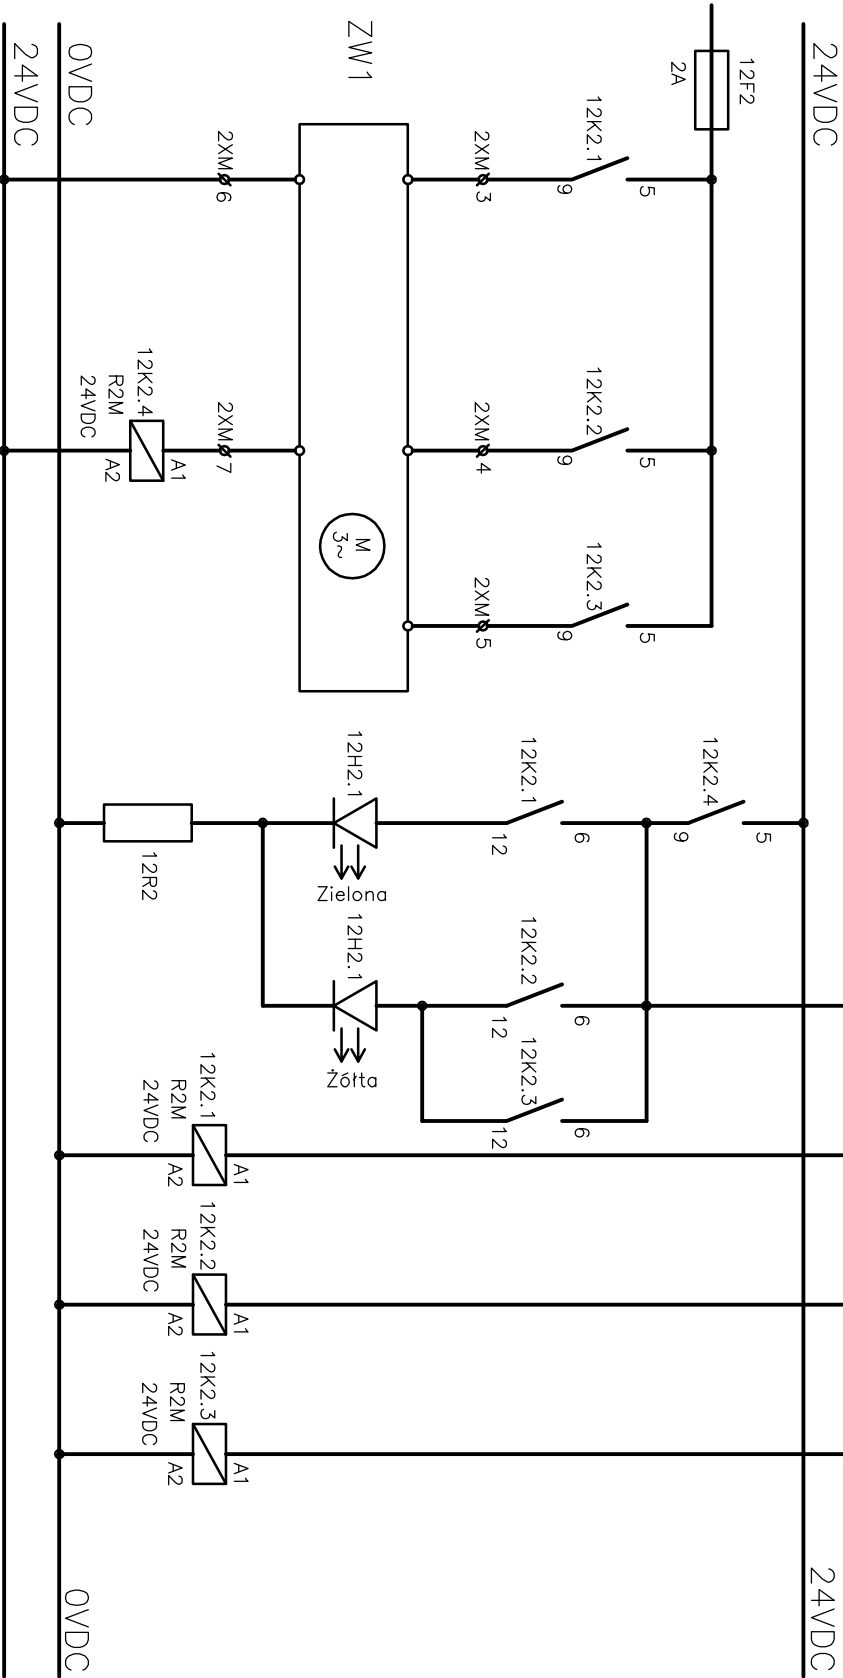 24VDC
24VDC
12F2
2A
12K2.1
5
9
12K2.2
5
9
12K2.3
5
9
12K2.4
5
9
2XM
3
2XM
4
2XM
5
12K2.1
6
12
12K2.2
6
12
12K2.3
6
12
ZW1
M
3~
12H2.1
Zielona
12H2.1
Żółta
2XM
6
2XM
7
12K2.4
R2M
24VDC
A1
A2
12R2
12K2.1
R2M
24VDC
A1
A2
12K2.2
R2M
24VDC
A1
A2
12K2.3
R2M
24VDC
A1
A2
0VDC
0VDC
24VDC